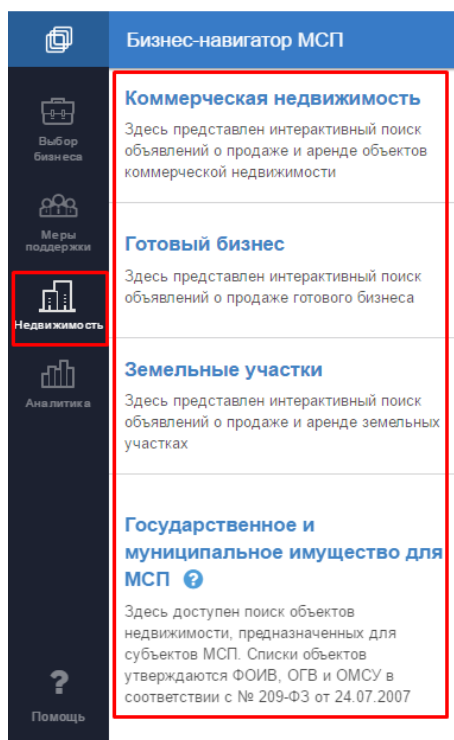 Бизнес-навигатор МСП
Выбор
бизнеса
Меры
поддержки
Недвижимость
Аналитика
?
Помощь
Коммерческая недвижимость
Здесь представлен интерактивный поиск
объявлений о продаже и аренде объектов
коммерческой недвижимости
Готовый бизнес
Здесь представлен интерактивный поиск
объявлений о продаже готового бизнеса
Земельные участки
Здесь представлен интерактивный поиск
объявлений о продаже и аренде земельных
участках
Государственное и
муниципальное имущество для
МСП ?
Здесь доступен поиск объектов
недвижимости, предназначенных для
субъектов МСП. Списки объектов
утверждаются ФОИВ, ОГВ и ОМСУ в
соответствии с № 209-ФЗ от 24.07.2007